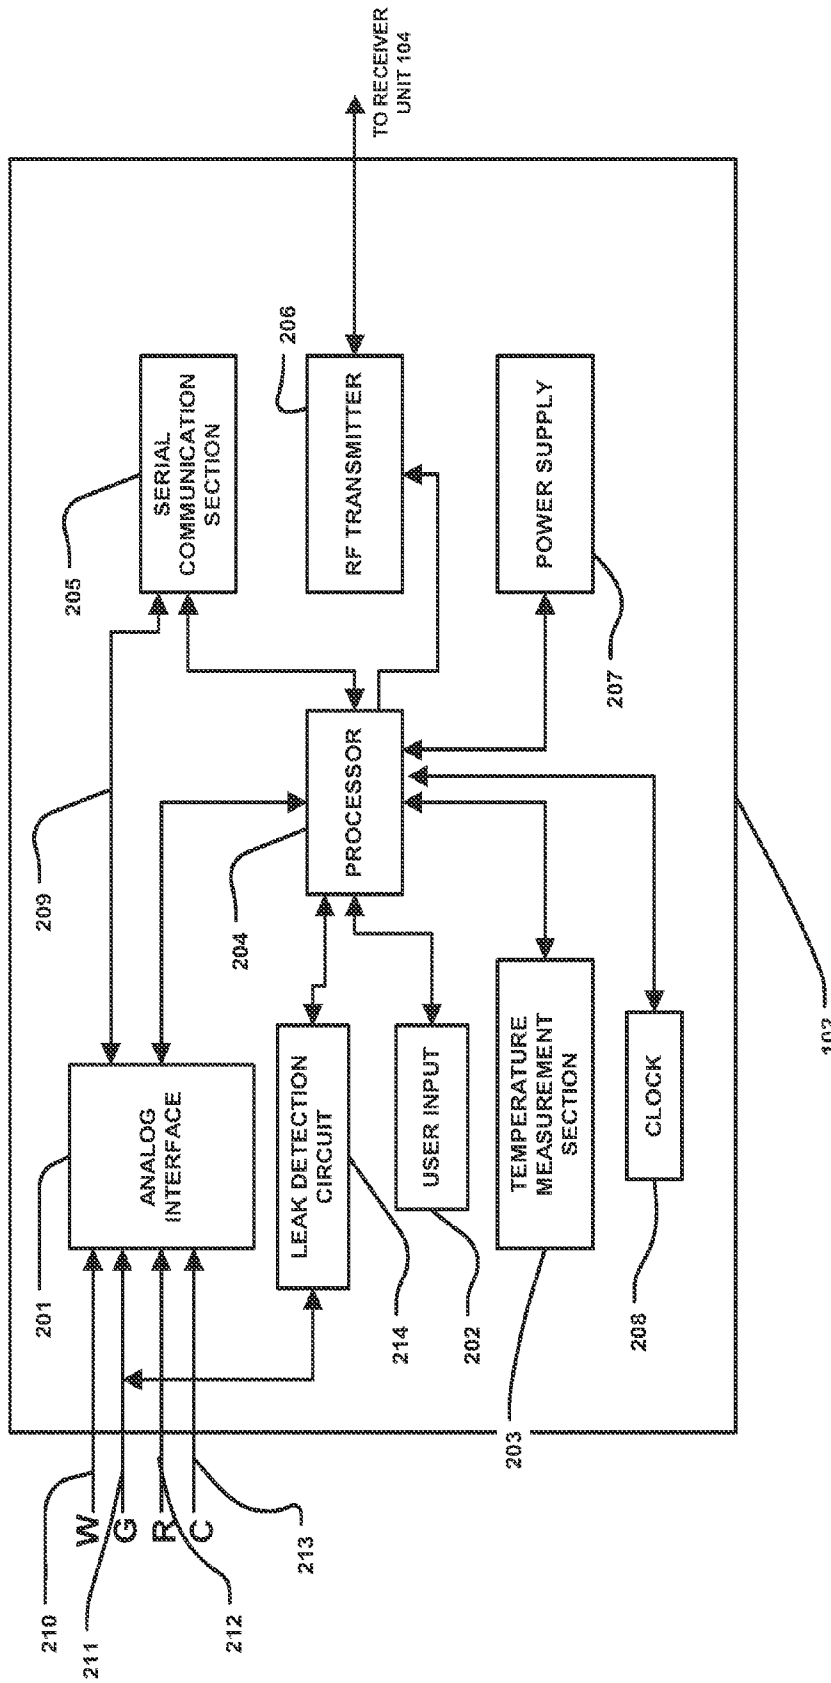 TO RECEIVER
UNIT 104
206
SERIAL
COMMUNICATION
SECTION
RF TRANSMITTER
POWER SUPPLY
205
207
209
PROCESSOR
204
102
ANALOG
INTERFACE
LEAK DETECTION
CIRCUIT
USER INPUT
TEMPERATURE
MEASUREMENT
SECTION
CLOCK
201
214
202
208
203
W
G
R
C
210
211
212
213